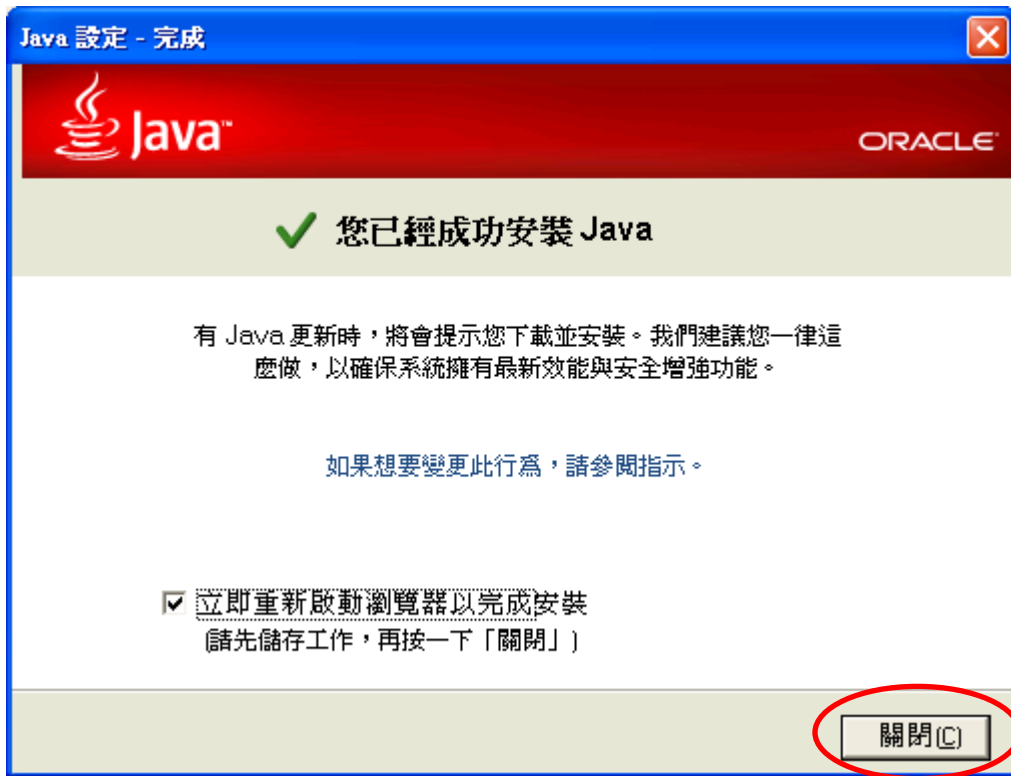 Java 設定 - 完成
Java™
ORACLE
您已經成功安裝 Java
有 Java 更新時，將會提示您下載並安裝。我們建議您一律這
麼做，以確保系統擁有最新效能與安全增強功能。
如果想要變更此行為，請參閱指示。
立即重新啟動瀏覽器以完成安裝
(請先儲存工作，再按一下「關閉」)
關閉(C)